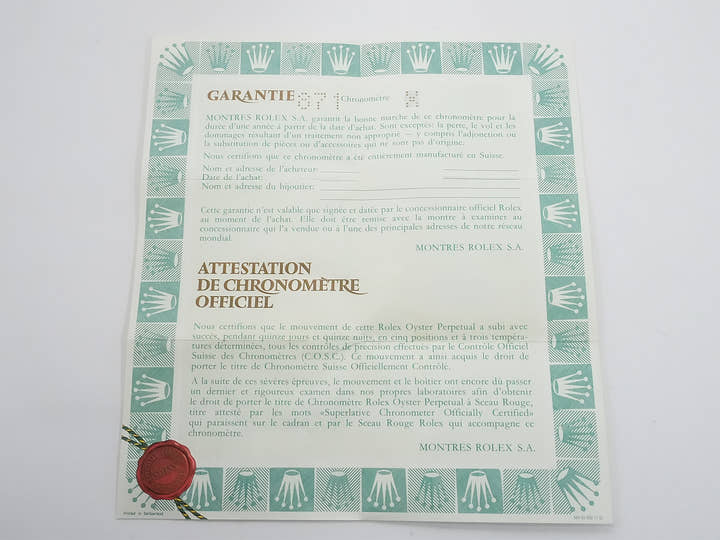 GARANTIE 071 Chronomètre
MONTRES ROLEX S.A. garantit la bonne marche de ce chronomètre pour la
durée d'une année à partir de la date d'achat. Sont exceptés: la perte, le vol et les
dommages résultant d'un traitement non approprié – y compris l'adjonction ou
la substitution de pièces ou d'accessoires qui ne sont pas d'origine.
Nous certifions que ce chronomètre a été entièrement manufacturé en Suisse.
Nom et adresse de l'acheteur:
Date de l'achat:
Nom et adresse du bijoutier:
Cette garantie n'est valable que signée et datée par le concessionnaire officiel Rolex
au moment de l'achat. Elle doit être remise avec la montre à examiner au
concessionnaire qui l'a vendue ou à l'une des principales adresses de notre réseau
mondial.
MONTRES ROLEX S.A.
ATTESTATION
DE CHRONOMÈTRE
OFFICIEL
Nous certifions que le mouvement de cette Rolex Oyster Perpetual a subi avec
succès, pendant quinze jours et quinze nuits, en cinq positions et à trois tempéra-
tures déterminées, tous les contrôles de précision effectués par le Contrôle Officiel
Suisse des Chronomètres (C.O.S.C.). Ce mouvement a ainsi acquis le droit de
porter le titre de Chronomètre Suisse Officiellement Contrôlé.
A la suite de ces sévères épreuves, le mouvement et le boîtier ont encore dû passer
un dernier et rigoureux examen dans nos propres laboratoires afin d'obtenir
le droit de porter le titre de Chronomètre Rolex Oyster Perpetual à Sceau Rouge,
titre attesté par les mots «Superlative Chronometer Officially Certified»
qui paraissent sur le cadran et par le Sceau Rouge Rolex qui accompagne ce
chronomètre.
MONTRES ROLEX S.A.
Printed in Switzerland